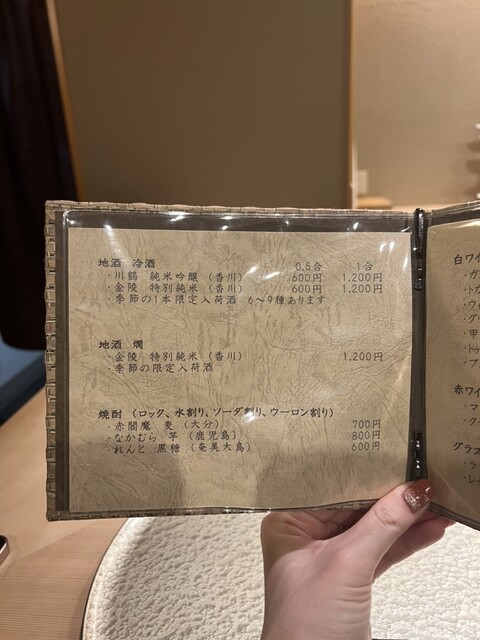 地酒 冷酒 0.5合 1合
・川鶴 純米吟醸 (香川) 600円 1,200円
・金陵 特別純米 (香川) 600円 1,200円
・季節の1本限定入荷酒 6～9種あります
地酒 燗
・金陵 特別純米 (香川) 1,200円
・季節の限定入荷酒
焼酎 (ロック、水割り、ソーダ割り、ウーロン割り)
・赤閻魔 麦 (大分) 700円
・なかむら 芋 (鹿児島) 800円
・れんと 黒糖 (奄美大島) 600円
白ワイ
赤ワイ
グラス